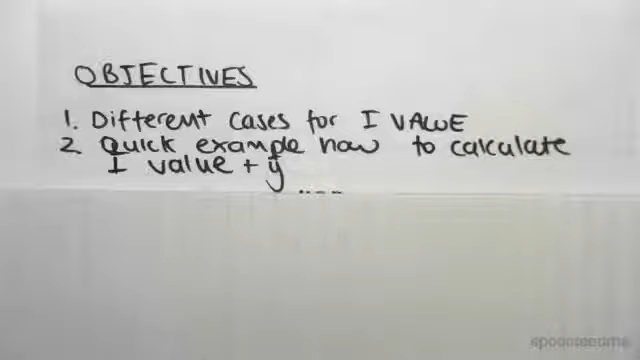 OBJECTIVES
1. Different cases for I VALUE
2. Quick example how to calculate
I value + y ....